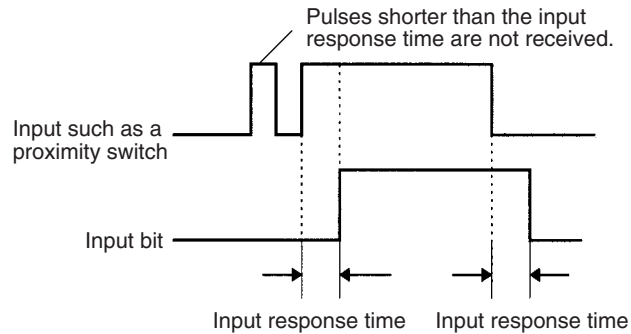 Pulses shorter than the input
response time are not received.
Input such as a
proximity switch
Input bit
Input response time
Input response time